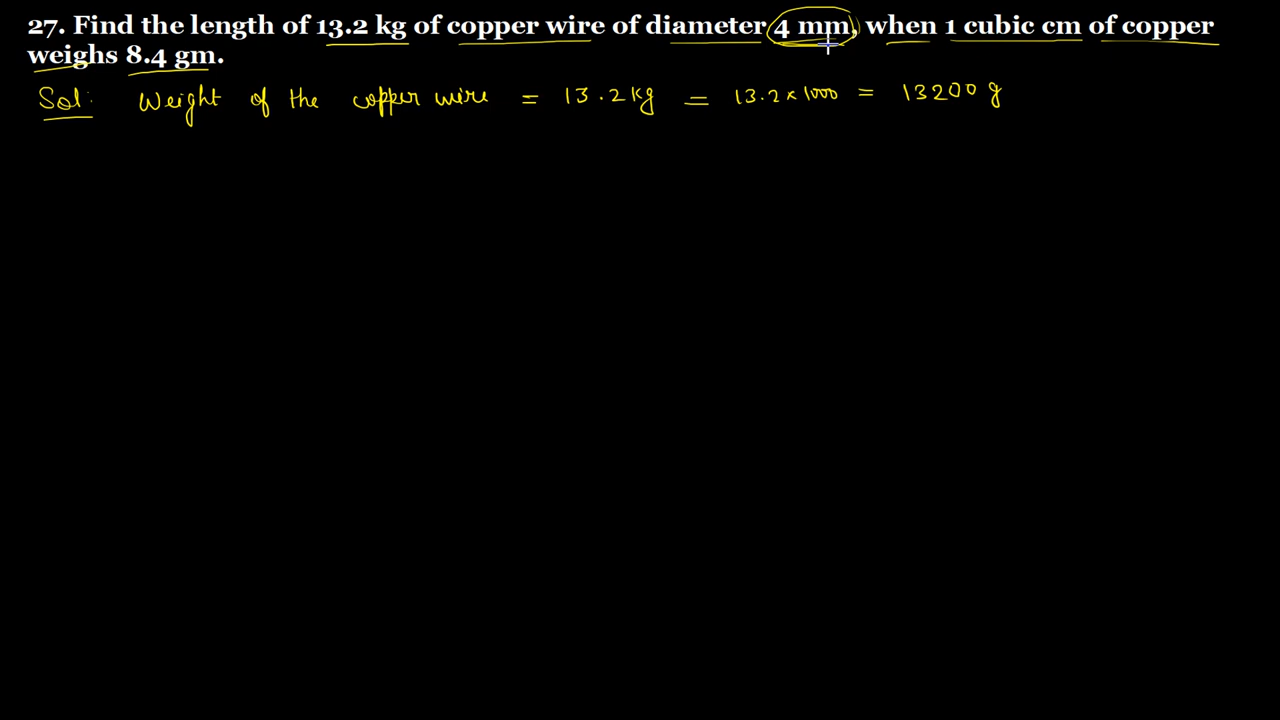 27. Find the length of 13.2 kg of copper wire of diameter 4 mm, when 1 cubic cm of copper
weighs 8.4 gm.
Sol: Weight of the copper wire = 13.2 kg = 13.2 x 1000 = 13200 g